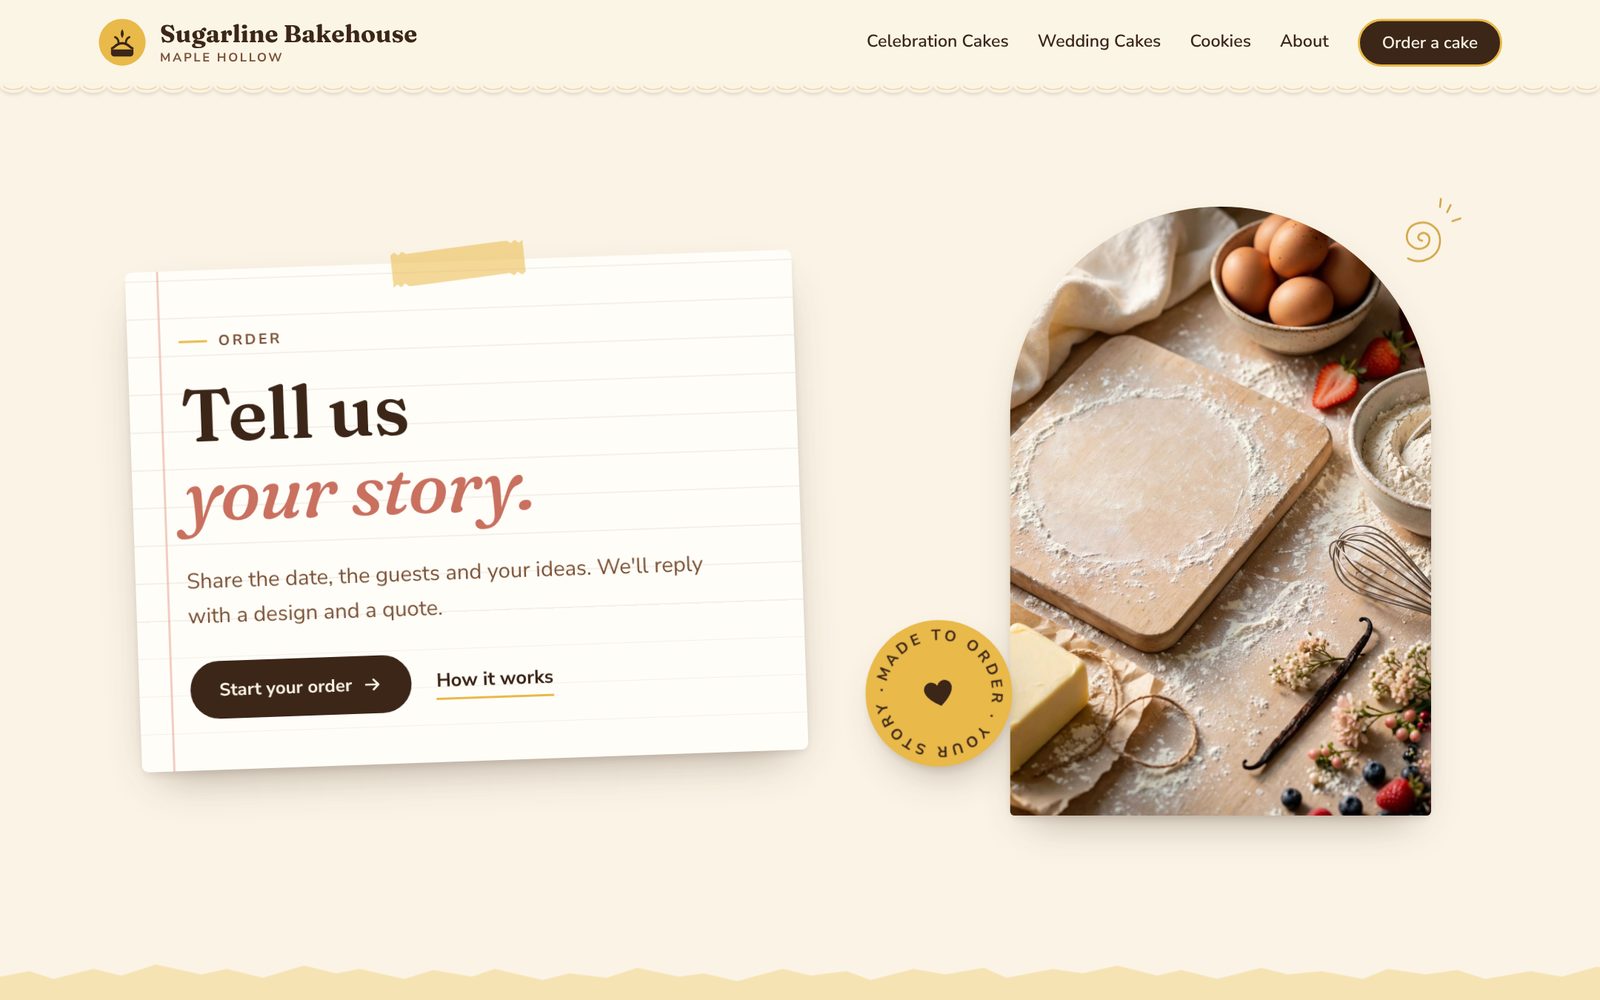 Sugarline Bakehouse
MAPLE HOLLOW
Celebration Cakes
Wedding Cakes
Cookies
About
Order a cake
ORDER
Tell us
your story.
Share the date, the guests and your ideas. We'll reply
with a design and a quote.
Start your order →
How it works
MADE TO ORDER · YOUR STORY ·